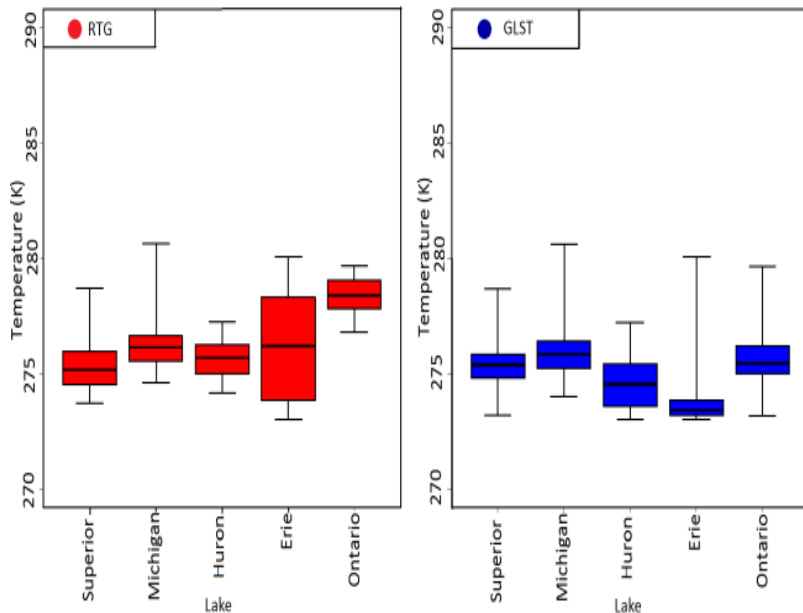 RTG
Temperature (K)
290
285
280
275
270
Superior
Michigan
Huron
Erie
Ontario
Lake
GLST
Temperature (K)
290
285
280
275
270
Superior
Michigan
Huron
Erie
Ontario
Lake